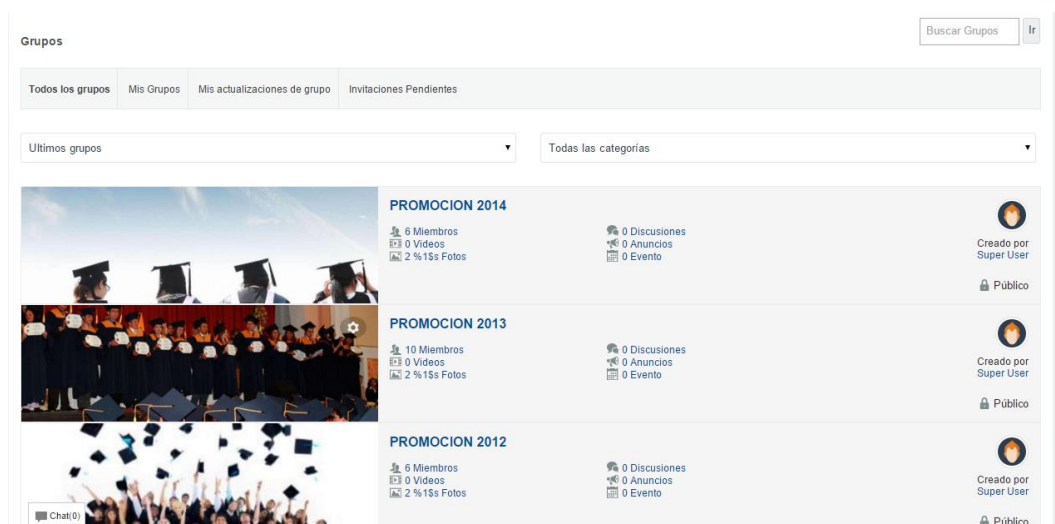 Buscar Grupos
Ir
Grupos
Todos los grupos Mis Grupos Mis actualizaciones de grupo Invitaciones Pendientes
Ultimos grupos Todas las categorías
PROMOCION 2014
6 Miembros 0 Discusiones
0 Videos 0 Anuncios
2 %1$s Fotos 0 Evento
Creado por
Super User
Público
PROMOCION 2013
10 Miembros 0 Discusiones
0 Videos 0 Anuncios
2 %1$s Fotos 0 Evento
Creado por
Super User
Público
PROMOCION 2012
6 Miembros 0 Discusiones
0 Videos 0 Anuncios
2 %1$s Fotos 0 Evento
Creado por
Super User
Público
Chat(0)